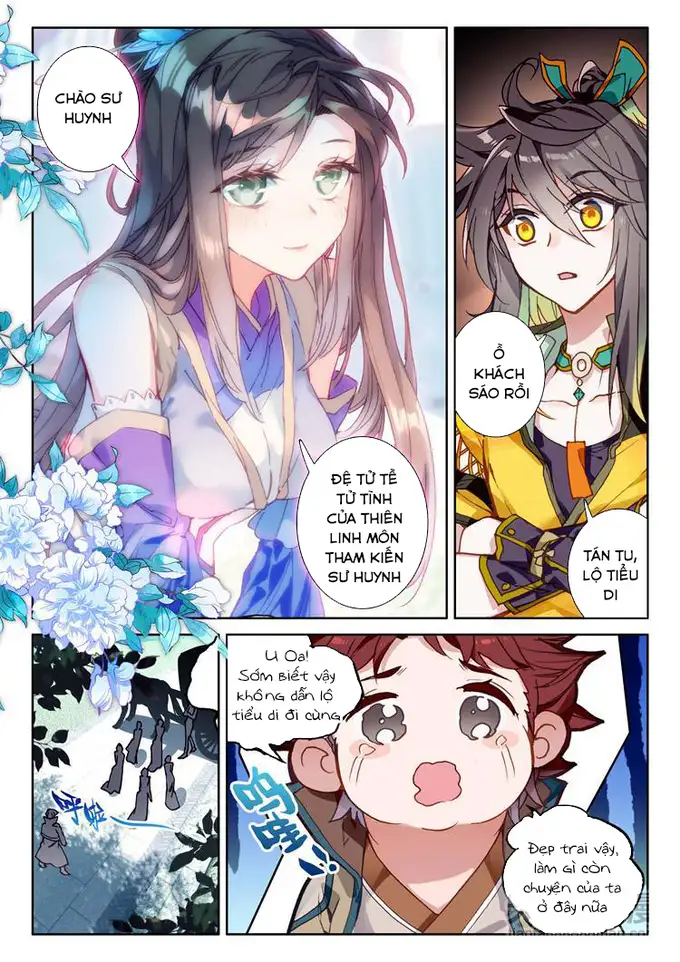 CHÀO SƯ
HUYNH
Ồ
KHÁCH
SÁO RỒI
ĐỆ TỬ TỀ
TỬ TÌNH
CỦA THIÊN
LINH MÔN
THAM KIẾN
SƯ HUYNH
TÁN TU,
LỘ TIỂU
DI
U Oa!
Sớm biết vậy
không dẫn lộ
tiểu di đi cùng
Đẹp trai vậy,
làm gì còn
chuyện của ta
ở đây nữa